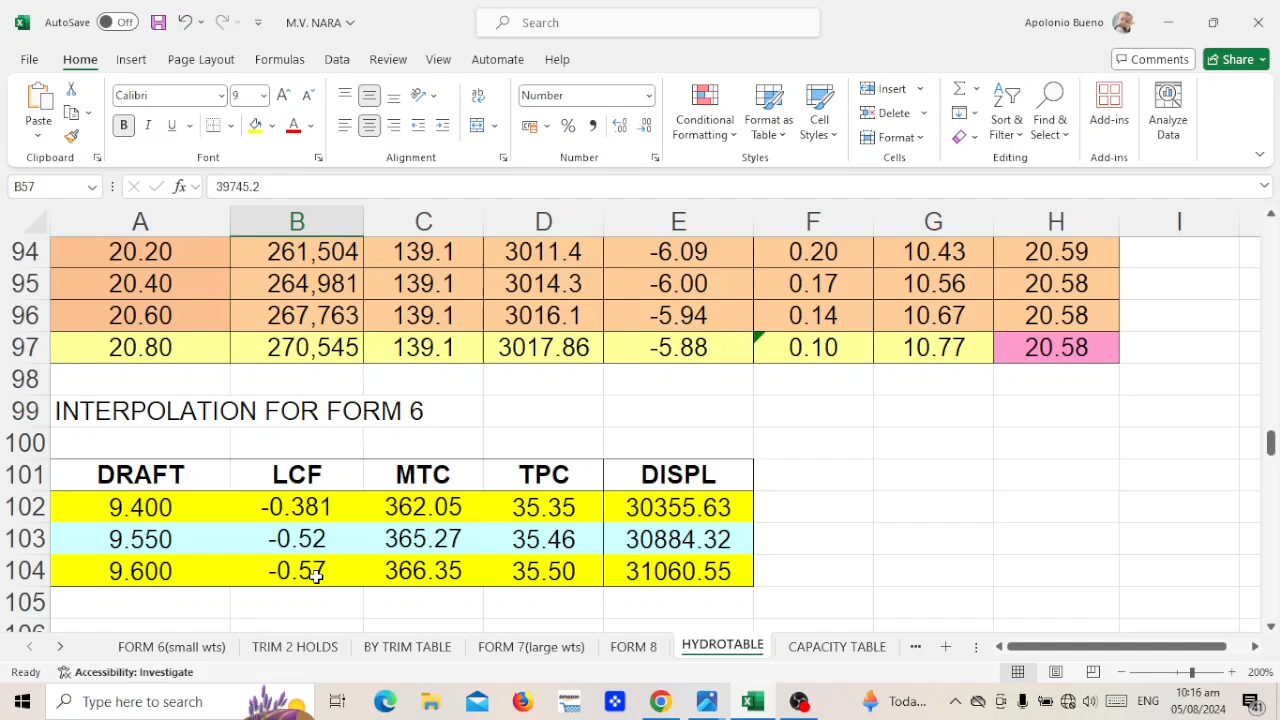 AutoSave Off M.V. NARA Search Apolonio Bueno
File Home Insert Page Layout Formulas Data Review View Automate Help Comments Share
Calibri 9 Number Insert
Paste Conditional Format as Cell Delete Sort & Find & Add-ins Analyze
Formatting Table Styles Format Filter Select Data
Clipboard Font Alignment Number Styles Cells Editing Add-ins
B57 fx 39745.2
A B C D E F G H I
94 20.20 261,504 139.1 3011.4 -6.09 0.20 10.43 20.59
95 20.40 264,981 139.1 3014.3 -6.00 0.17 10.56 20.58
96 20.60 267,763 139.1 3016.1 -5.94 0.14 10.67 20.58
97 20.80 270,545 139.1 3017.86 -5.88 0.10 10.77 20.58
98
99 INTERPOLATION FOR FORM 6
100
101 DRAFT LCF MTC TPC DISPL
102 9.400 -0.381 362.05 35.35 30355.63
103 9.550 -0.52 365.27 35.46 30884.32
104 9.600 -0.57 366.35 35.50 31060.55
105
106
FORM 6(small wts) TRIM 2 HOLDS BY TRIM TABLE FORM 7(large wts) FORM 8 HYDROTABLE CAPACITY TABLE
Ready Accessibility: Investigate 200%
Type here to search Toda... ENG 10:16 am
05/08/2024 41